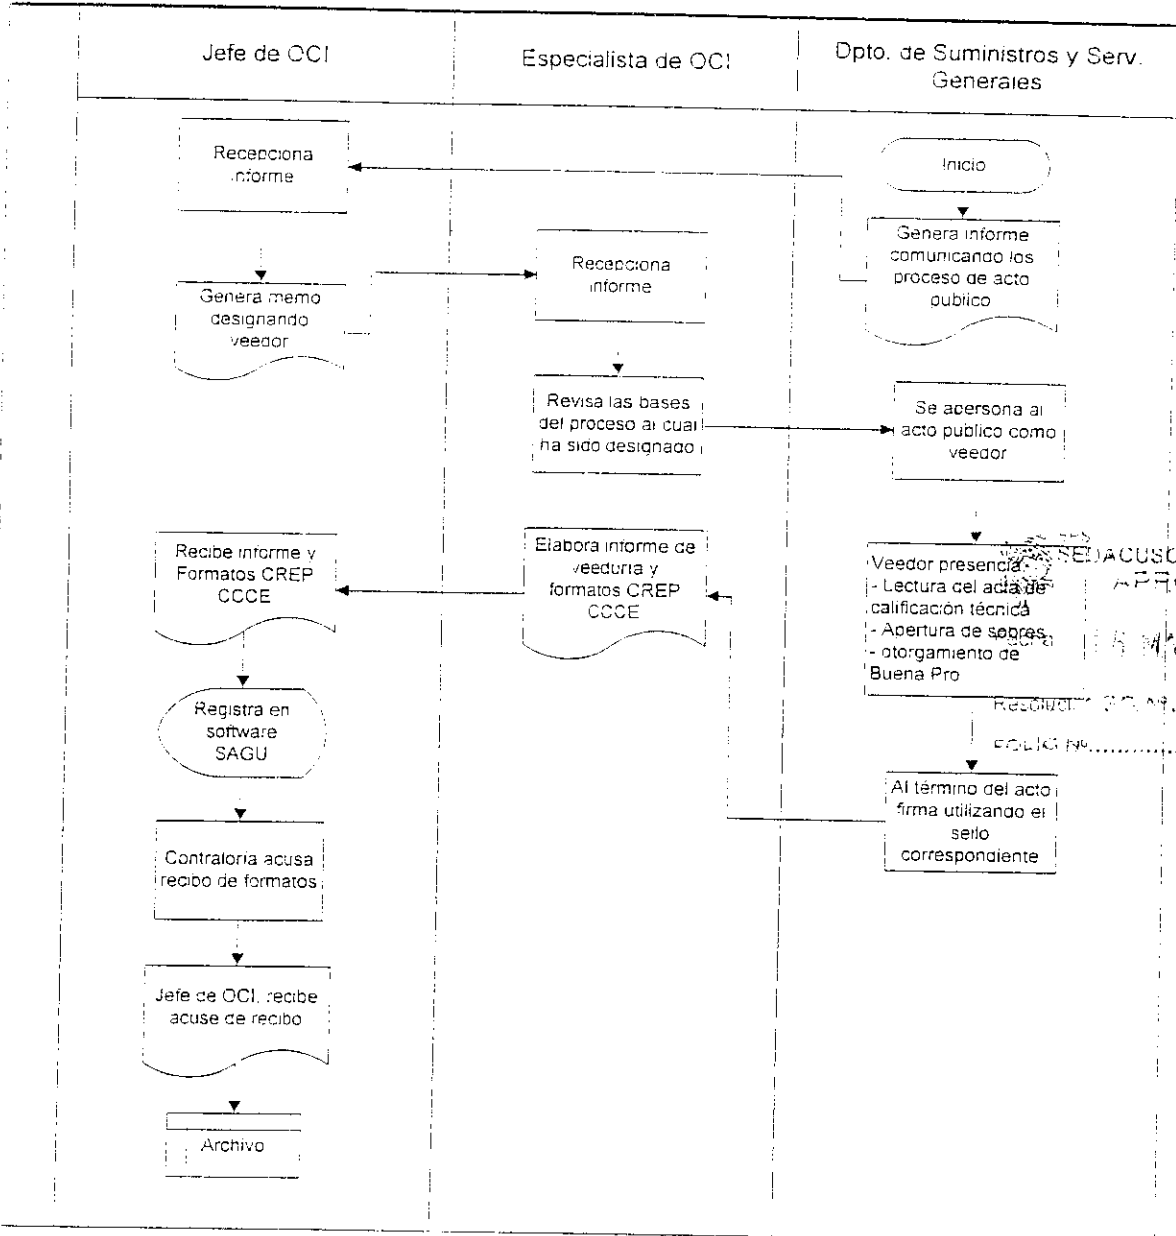 Jefe de OCI
Especialista de OCI
Dpto. de Suministros y Serv.
Generales
Recepciona
informe
Inicio
Genera informe
comunicando los
proceso de acto
publico
Recepciona
informe
Genera memo
designando
veedor
Revisa las bases
del proceso al cual
ha sido designado
Se apersona al
acto publico como
veedor
Recibe informe y
Formatos CREP
CCCE
Elabora informe de
veeduria y
formatos CREP
CCCE
Veedor presencia
- Lectura del acta de
calificación técnica
- Apertura de sobres
- otorgamiento de
Buena Pro
SEDACUSC
Registra en
software
SAGU
FOLIO Nº.............
Al término del acto
firma utilizando el
sello
correspondiente
Contraloría acusa
recibo de formatos
Jefe de OCI, recibe
acuse de recibo
Archivo